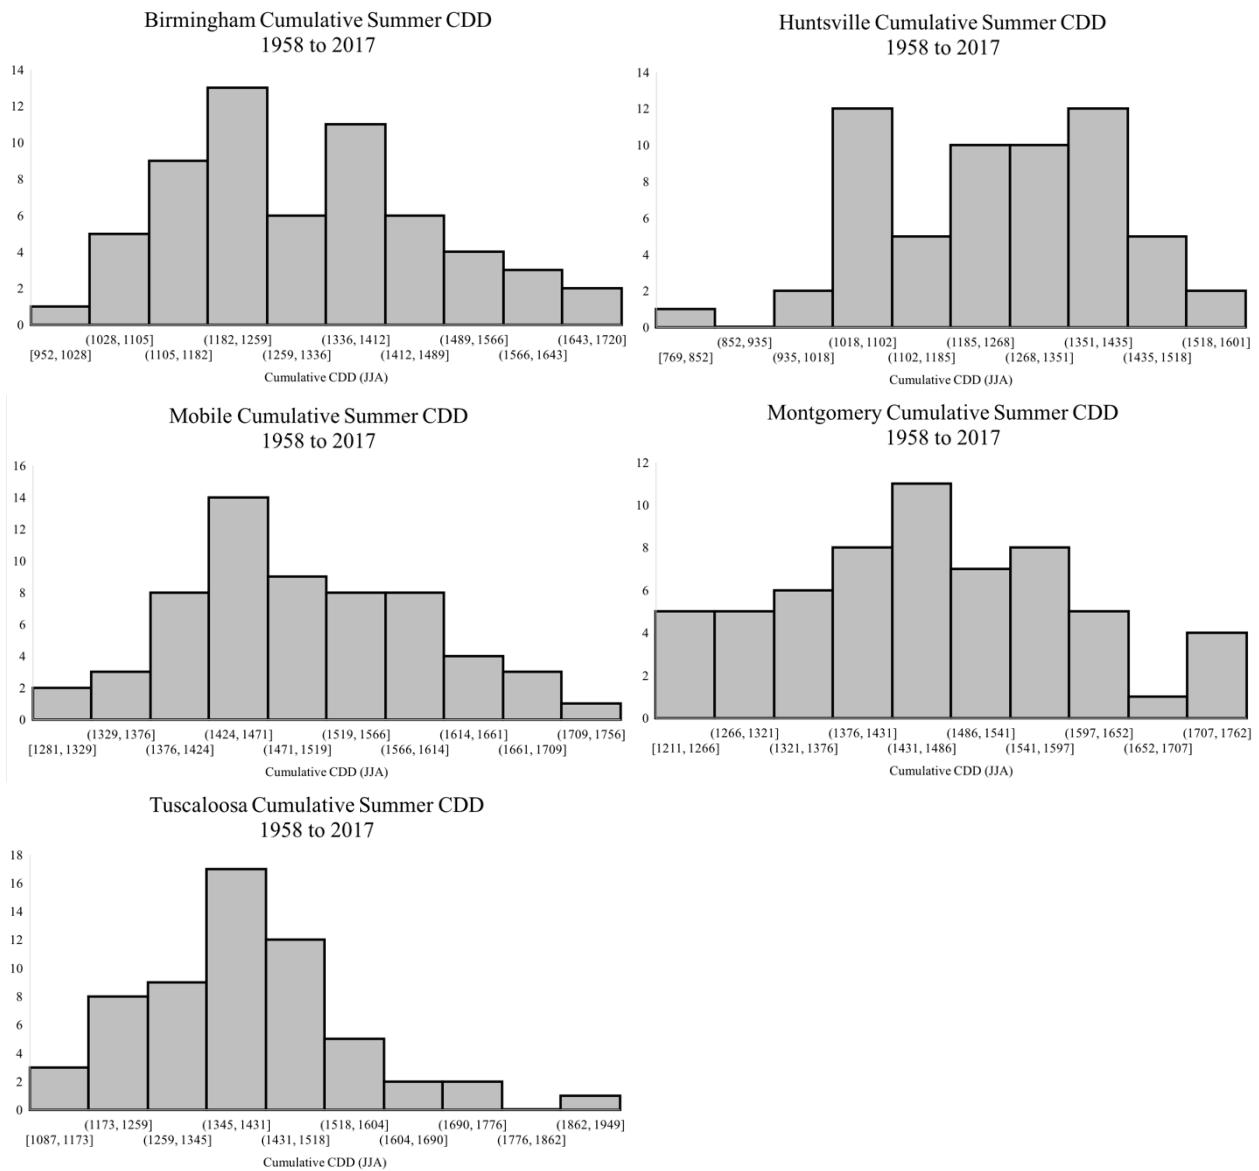 Birmingham Cumulative Summer CDD
1958 to 2017
14
12
10
8
6
4
2
0
(1028, 1105] (1182, 1259] (1336, 1412] (1489, 1566] (1643, 1720]
[952, 1028] (1105, 1182] (1259, 1336] (1412, 1489] (1566, 1643]
Cumulative CDD (JJA)
Huntsville Cumulative Summer CDD
1958 to 2017
14
12
10
8
6
4
2
0
(852, 935] (1018, 1102] (1185, 1268] (1351, 1435] (1518, 1601]
[769, 852] (935, 1018] (1102, 1185] (1268, 1351] (1435, 1518]
Cumulative CDD (JJA)
Mobile Cumulative Summer CDD
1958 to 2017
16
14
12
10
8
6
4
2
0
(1329, 1376] (1424, 1471] (1519, 1566] (1614, 1661] (1709, 1756]
[1281, 1329] (1376, 1424] (1471, 1519] (1566, 1614] (1661, 1709]
Cumulative CDD (JJA)
Montgomery Cumulative Summer CDD
1958 to 2017
12
10
8
6
4
2
0
(1266, 1321] (1376, 1431] (1486, 1541] (1597, 1652] (1707, 1762]
[1211, 1266] (1321, 1376] (1431, 1486] (1541, 1597] (1652, 1707]
Cumulative CDD (JJA)
Tuscaloosa Cumulative Summer CDD
1958 to 2017
18
16
14
12
10
8
6
4
2
0
(1173, 1259] (1345, 1431] (1518, 1604] (1690, 1776] (1862, 1949]
[1087, 1173] (1259, 1345] (1431, 1518] (1604, 1690] (1776, 1862]
Cumulative CDD (JJA)